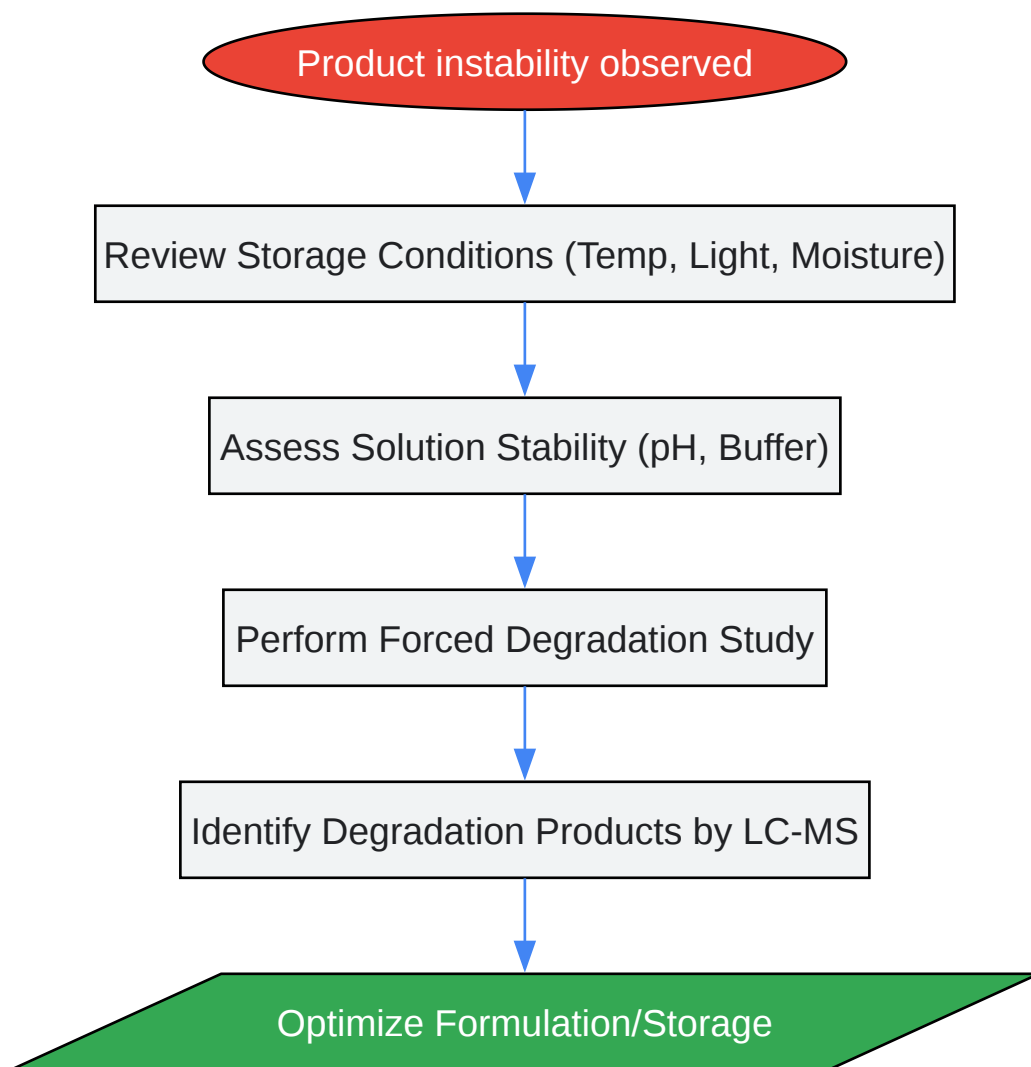 Product instability observed
Review Storage Conditions (Temp, Light, Moisture)
Assess Solution Stability (pH, Buffer)
Perform Forced Degradation Study
Identify Degradation Products by LC-MS
Optimize Formulation/Storage